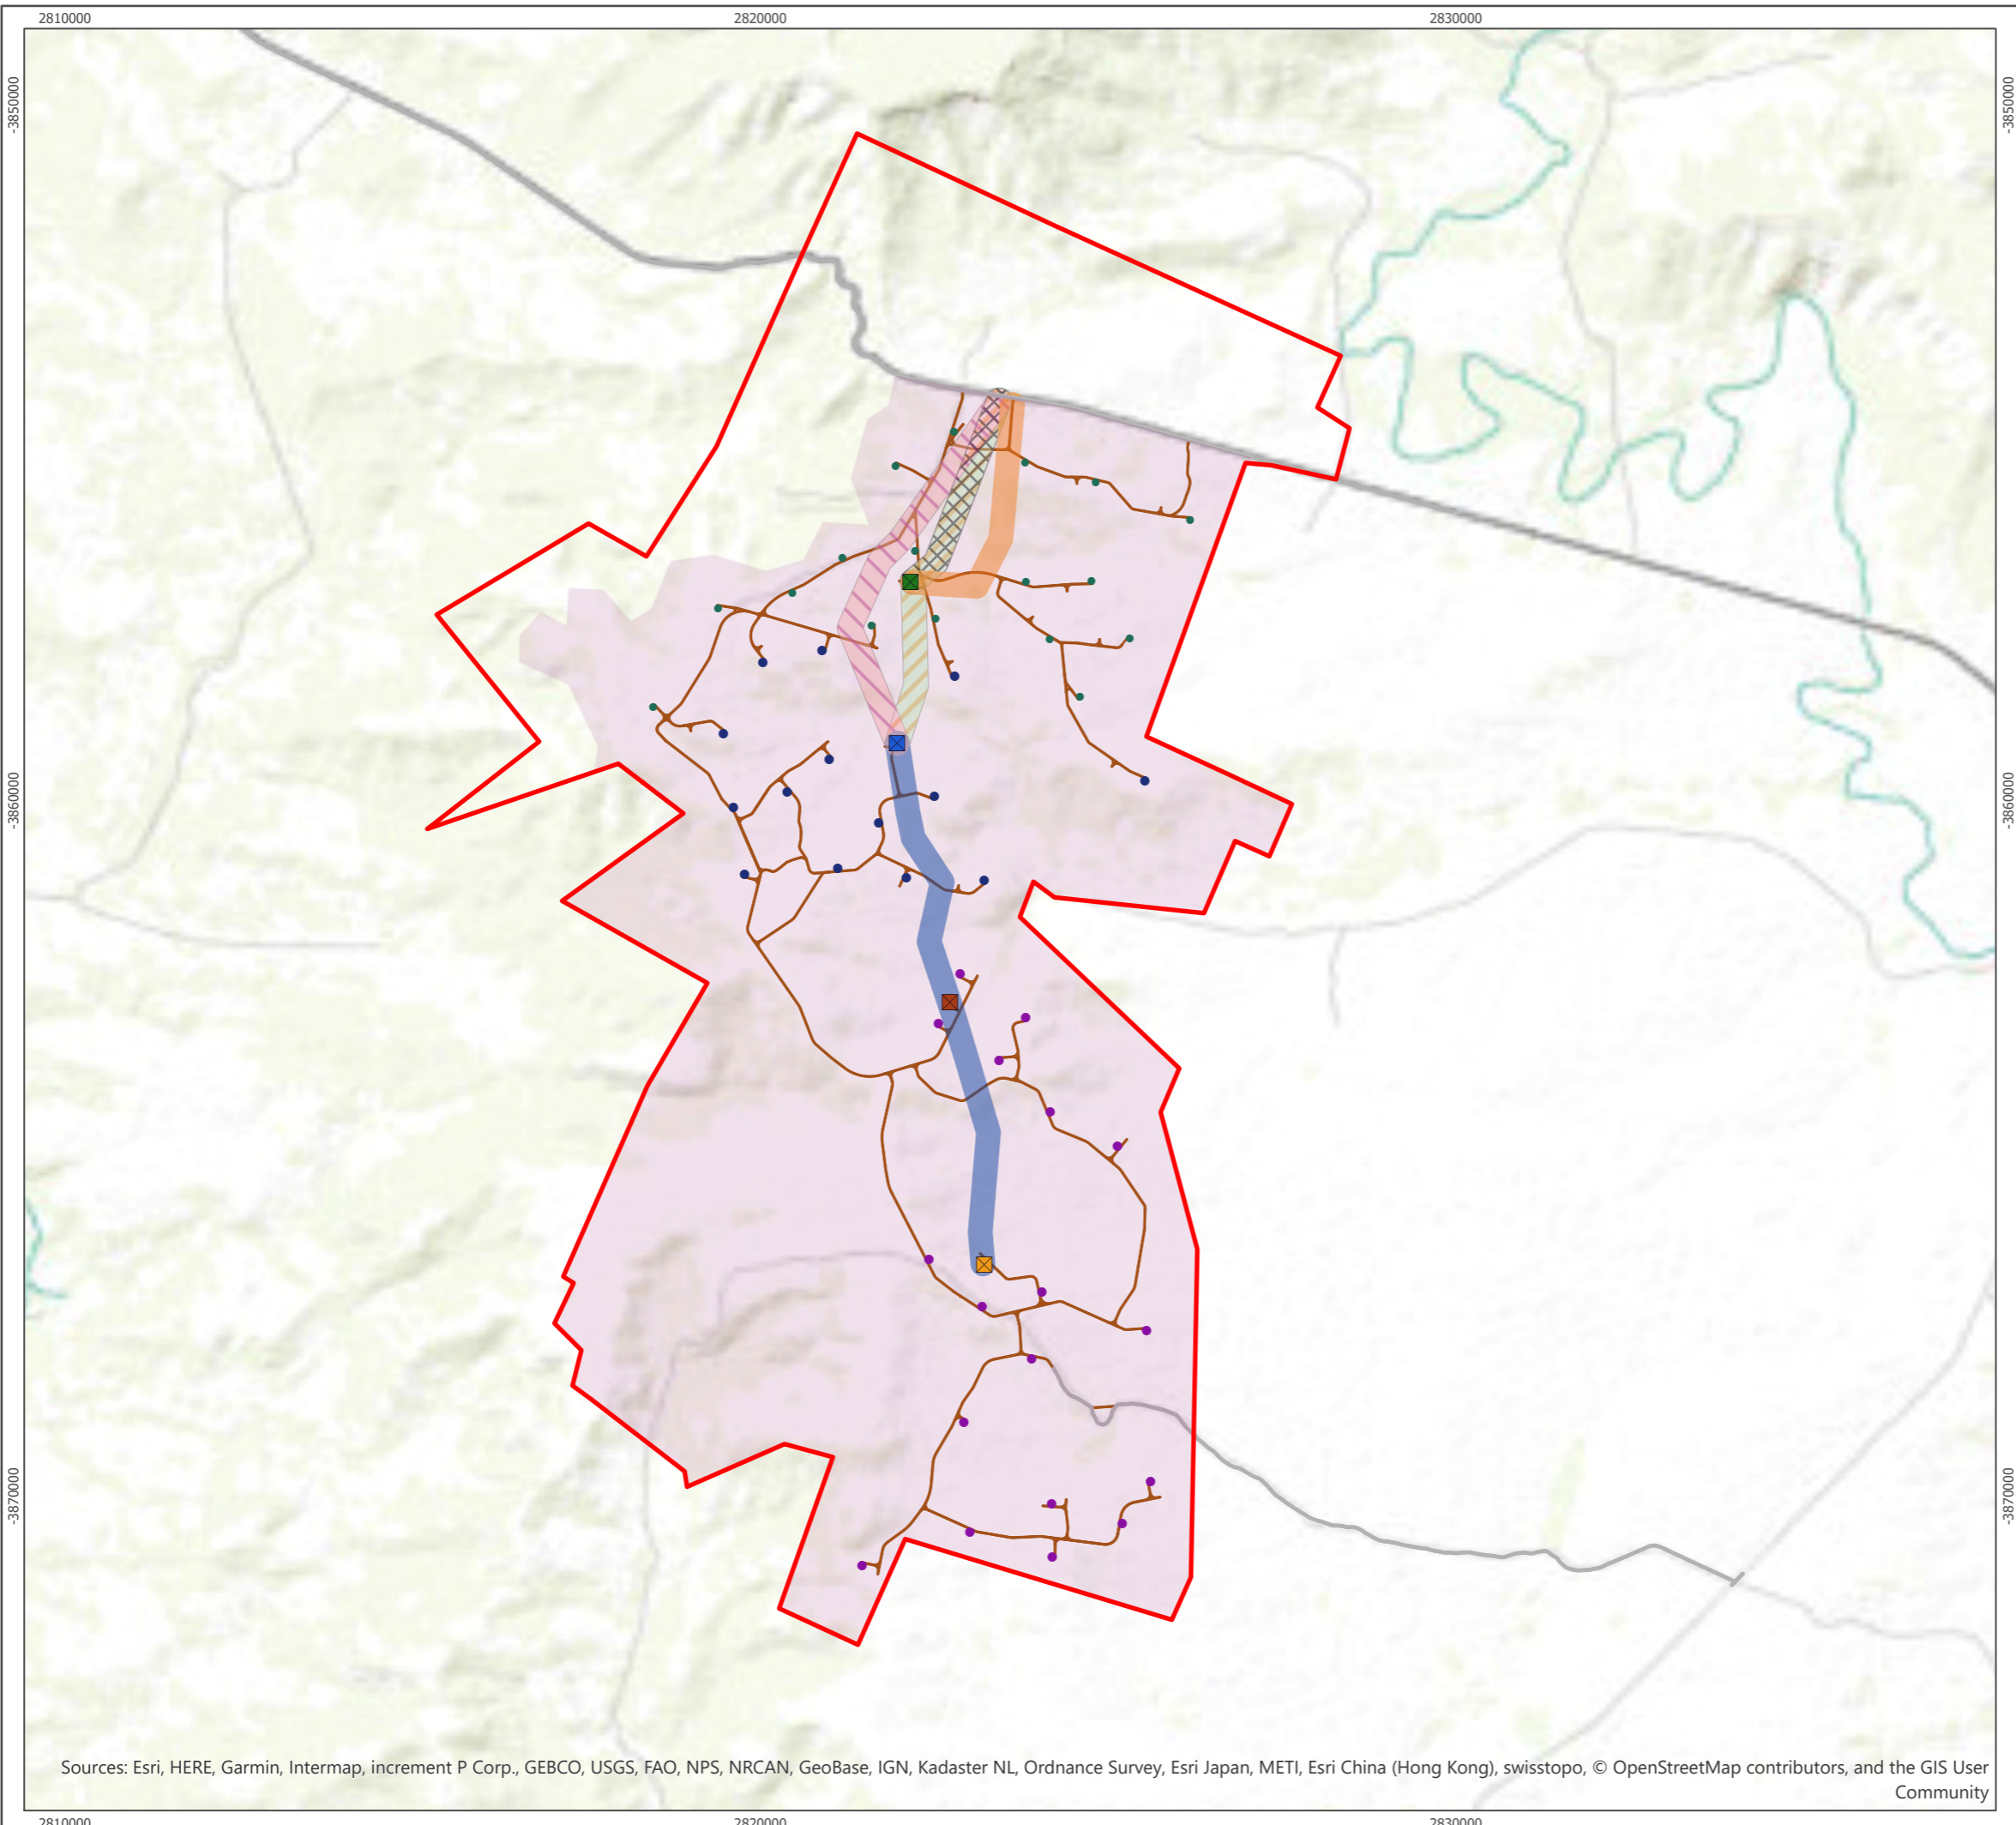 2810000 2820000 2830000
-3850000 -3850000
-3860000 -3860000
-3870000 -3870000
Sources: Esri, HERE, Garmin, Intermap, increment P Corp., GEBCO, USGS, FAO, NPS, NRCAN, GeoBase, IGN, Kadaster NL, Ordnance Survey, Esri Japan, METI, Esri China (Hong Kong), swisstopo, © OpenStreetMap contributors, and the GIS User
Community
2810000 2820000 2830000